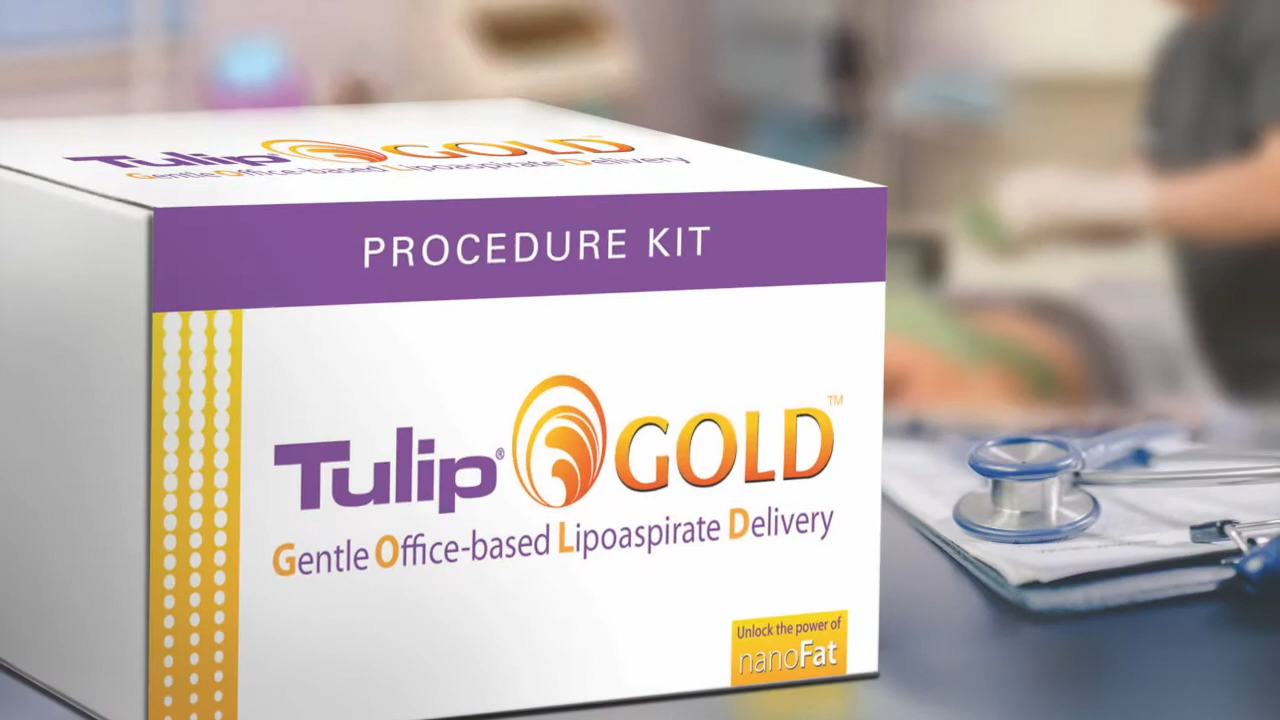 Tulip GOLD
Gentle Office-based Lipoaspirate Delivery
PROCEDURE KIT
Tulip® GOLD™
Gentle Office-based Lipoaspirate Delivery
Unlock the power of
nanoFat